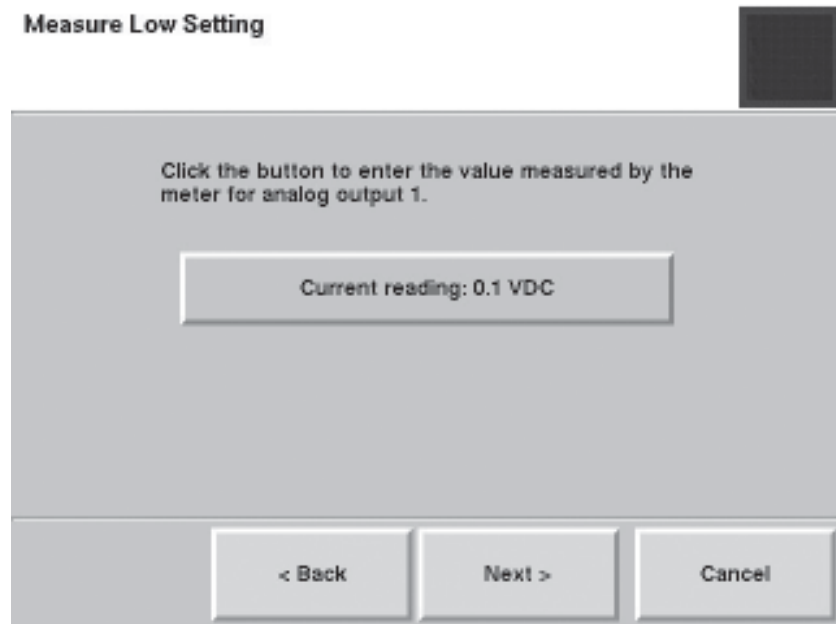 Measure Low Setting
Click the button to enter the value measured by the
meter for analog output 1.
Current reading: 0.1 VDC
< Back
Next >
Cancel